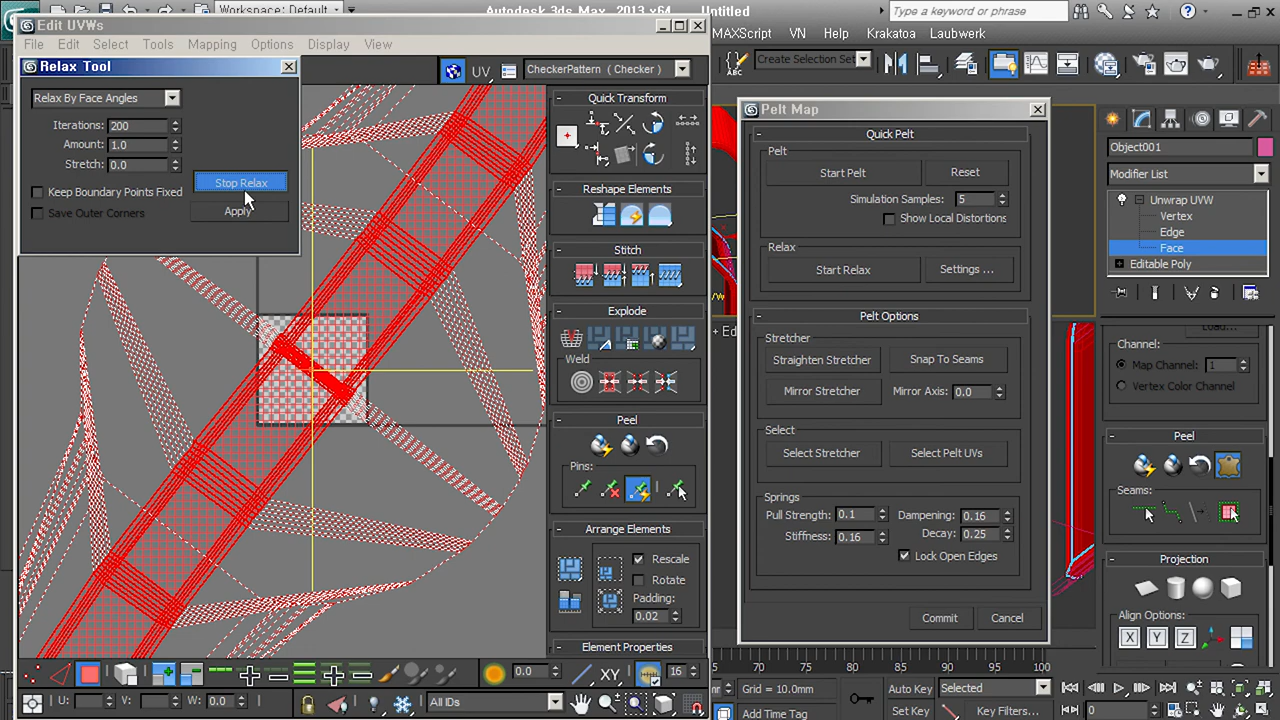 Workspace: Default
Autodesk 3ds Max 2013 x64
Untitled
Type a keyword or phrase
Edit UVWs
MAXScript VN Help Krakatoa Laubwerk
File Edit Select Tools Mapping Options Display View
Create Selection Set
Relax Tool
UV
CheckerPattern ( Checker )
Relax By Face Angles
Iterations: 200
Amount: 1.0
Stretch: 0.0
Keep Boundary Points Fixed
Save Outer Corners
Stop Relax
Apply
Quick Transform
Reshape Elements
Stitch
Explode
Weld
Peel
Pins:
Arrange Elements
Rescale
Rotate
Padding:
0.02
Element Properties
Pelt Map
Quick Pelt
Pelt
Start Pelt
Reset
Simulation Samples: 5
Show Local Distortions
Relax
Start Relax
Settings ...
Pelt Options
Stretcher
Straighten Stretcher
Snap To Seams
Mirror Stretcher
Mirror Axis: 0.0
Select
Select Stretcher
Select Pelt UVs
Springs
Pull Strength: 0.1
Dampening: 0.16
Stiffness: 0.16
Decay: 0.25
Lock Open Edges
Commit
Cancel
Object001
Modifier List
Unwrap UVW
Vertex
Edge
Face
Editable Poly
Load...
Channel:
Map Channel: 1
Vertex Color Channel
Peel
Seams:
Projection
Align Options:
X Y Z
0.0
XY
16
U: V: W: 0.0
All IDs
70 75 80 85 90 95 100
Grid = 10.0mm
Add Time Tag
Auto Key
Selected
Set Key
Key Filters...
0